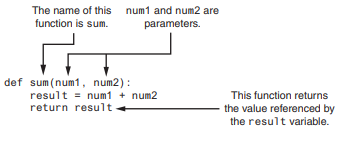 The name of this
function is sum.
num1 and num2 are
parameters.
def sum(num1, num2):
result = num1 + num2
return result
This function returns
the value referenced by
the result variable.